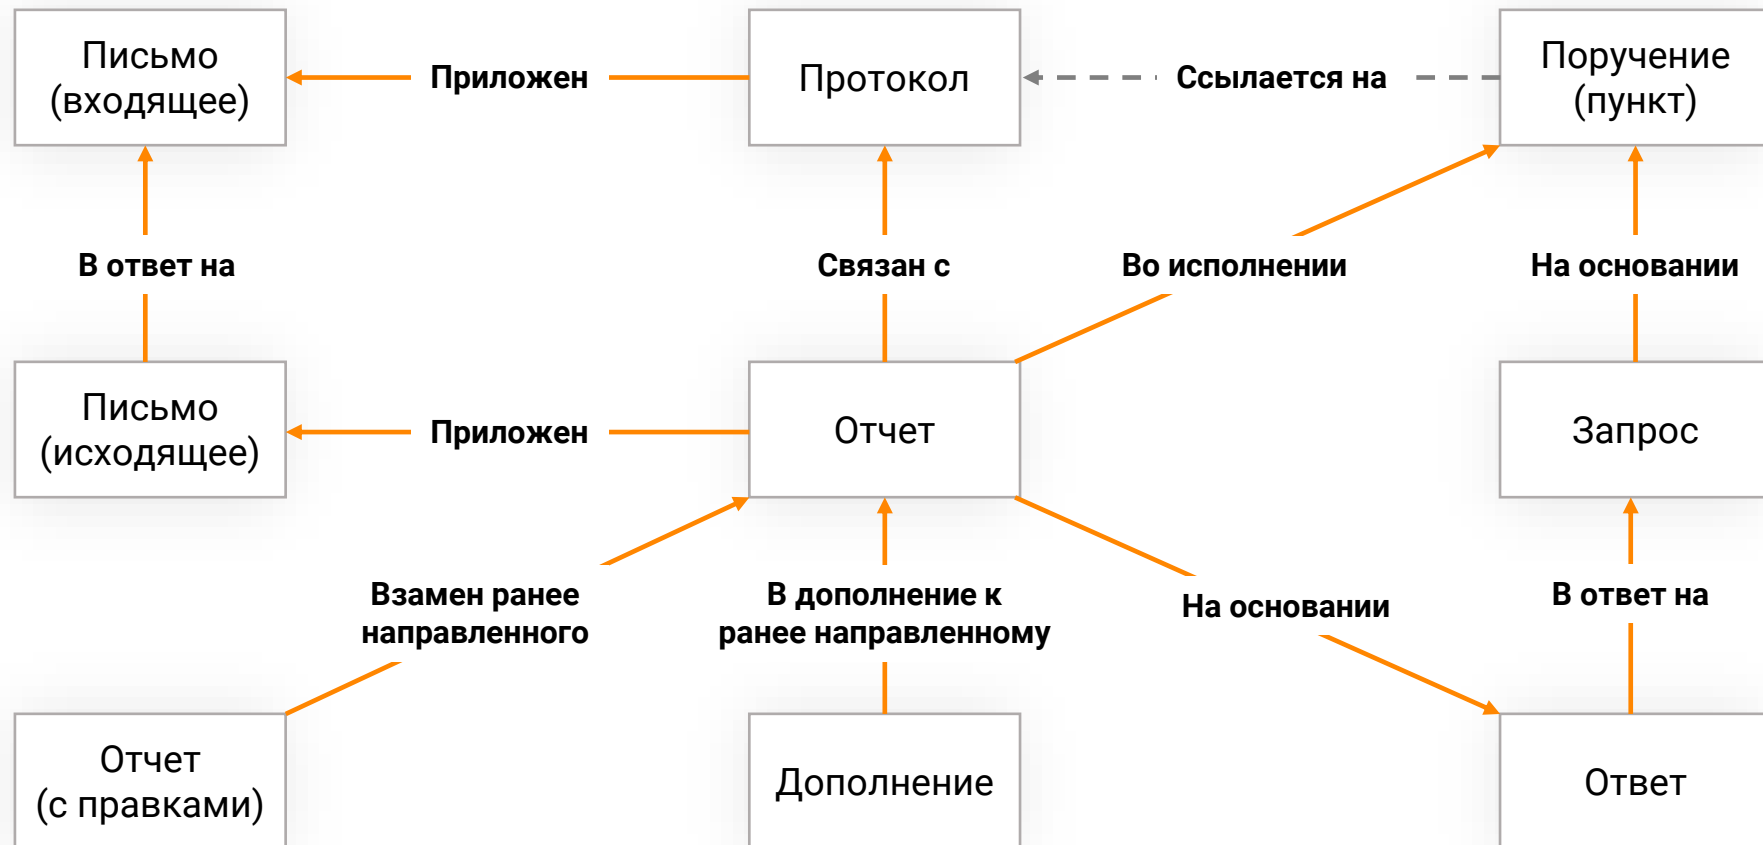 Письмо
(входящее)
Приложен
Протокол
Ссылается на
Поручение
(пункт)
В ответ на
Связан с
Во исполнении
На основании
Письмо
(исходящее)
Приложен
Отчет
Запрос
Взамен ранее
направленного
В дополнение к
ранее направленному
На основании
В ответ на
Отчет
(с правками)
Дополнение
Ответ